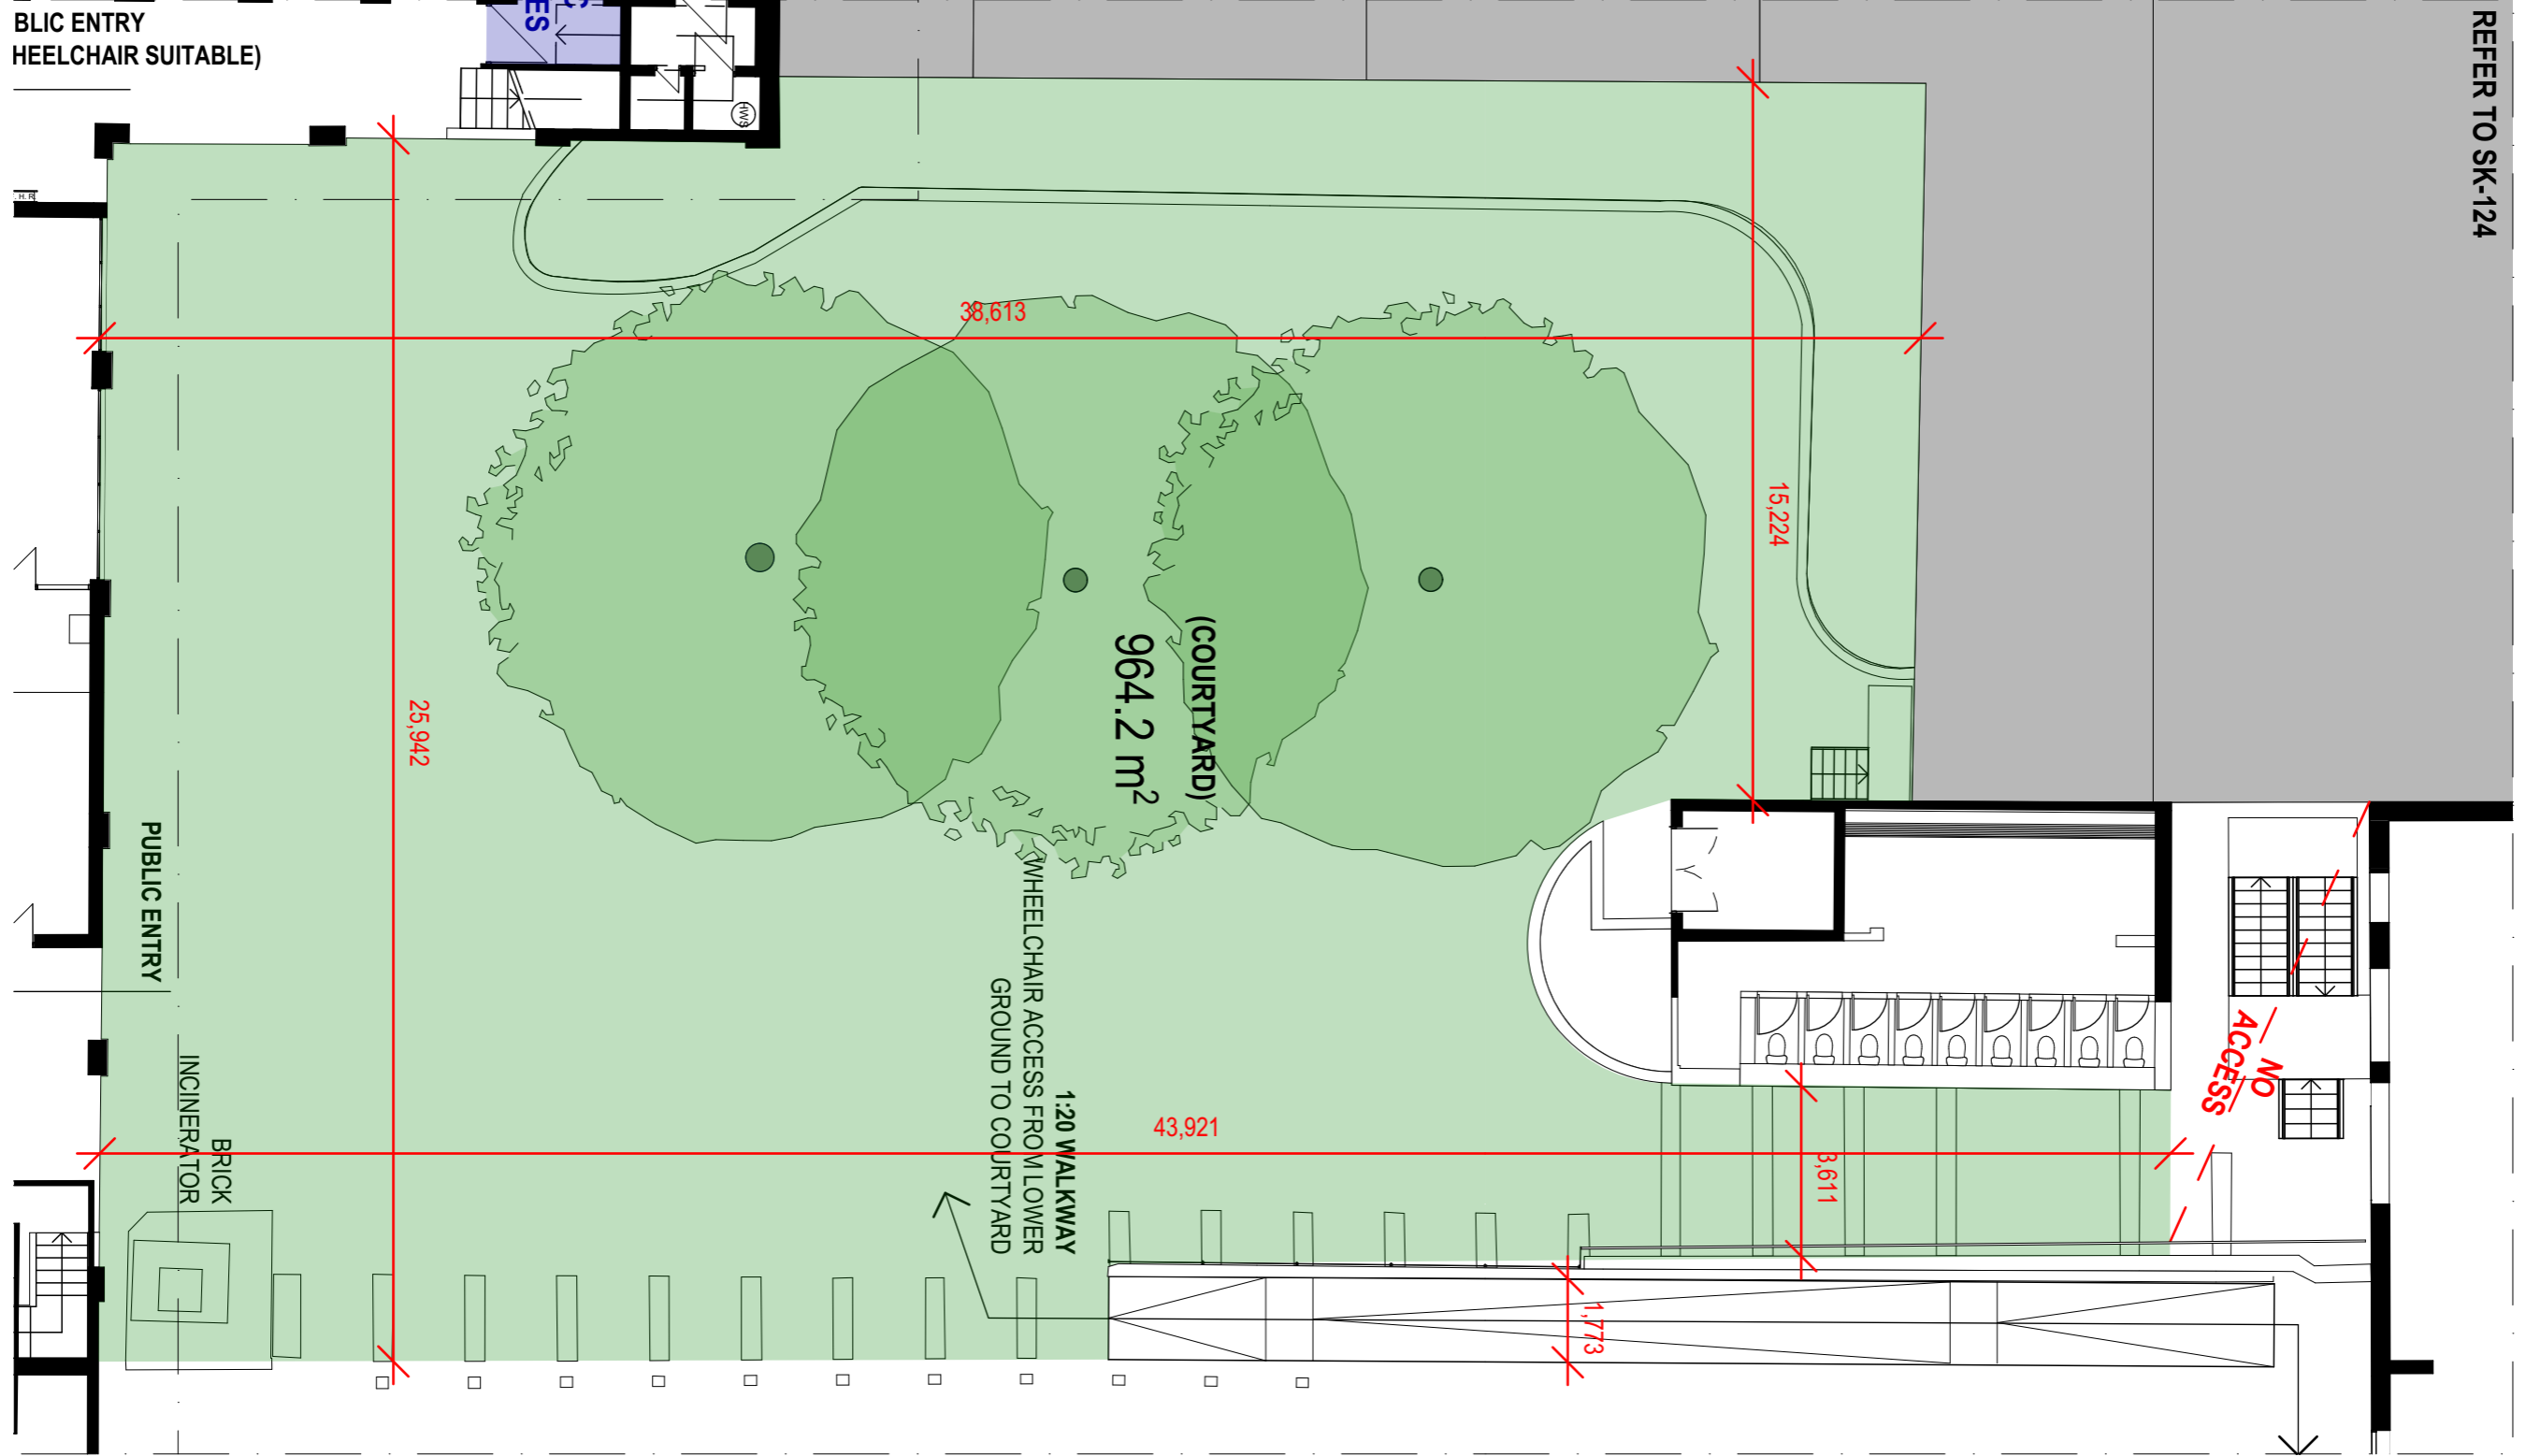 BLIC ENTRY
HEELCHAIR SUITABLE)
ES
HWS
REFER TO SK-124
H. R
38,613
15,224
(COURTYARD)
964.2 m²
25,942
PUBLIC ENTRY
1:20 WALKWAY
WHEELCHAIR ACCESS FROM LOWER
GROUND TO COURTYARD
NO
ACCESS
BRICK
INCINERATOR
43,921
3,611
1,773